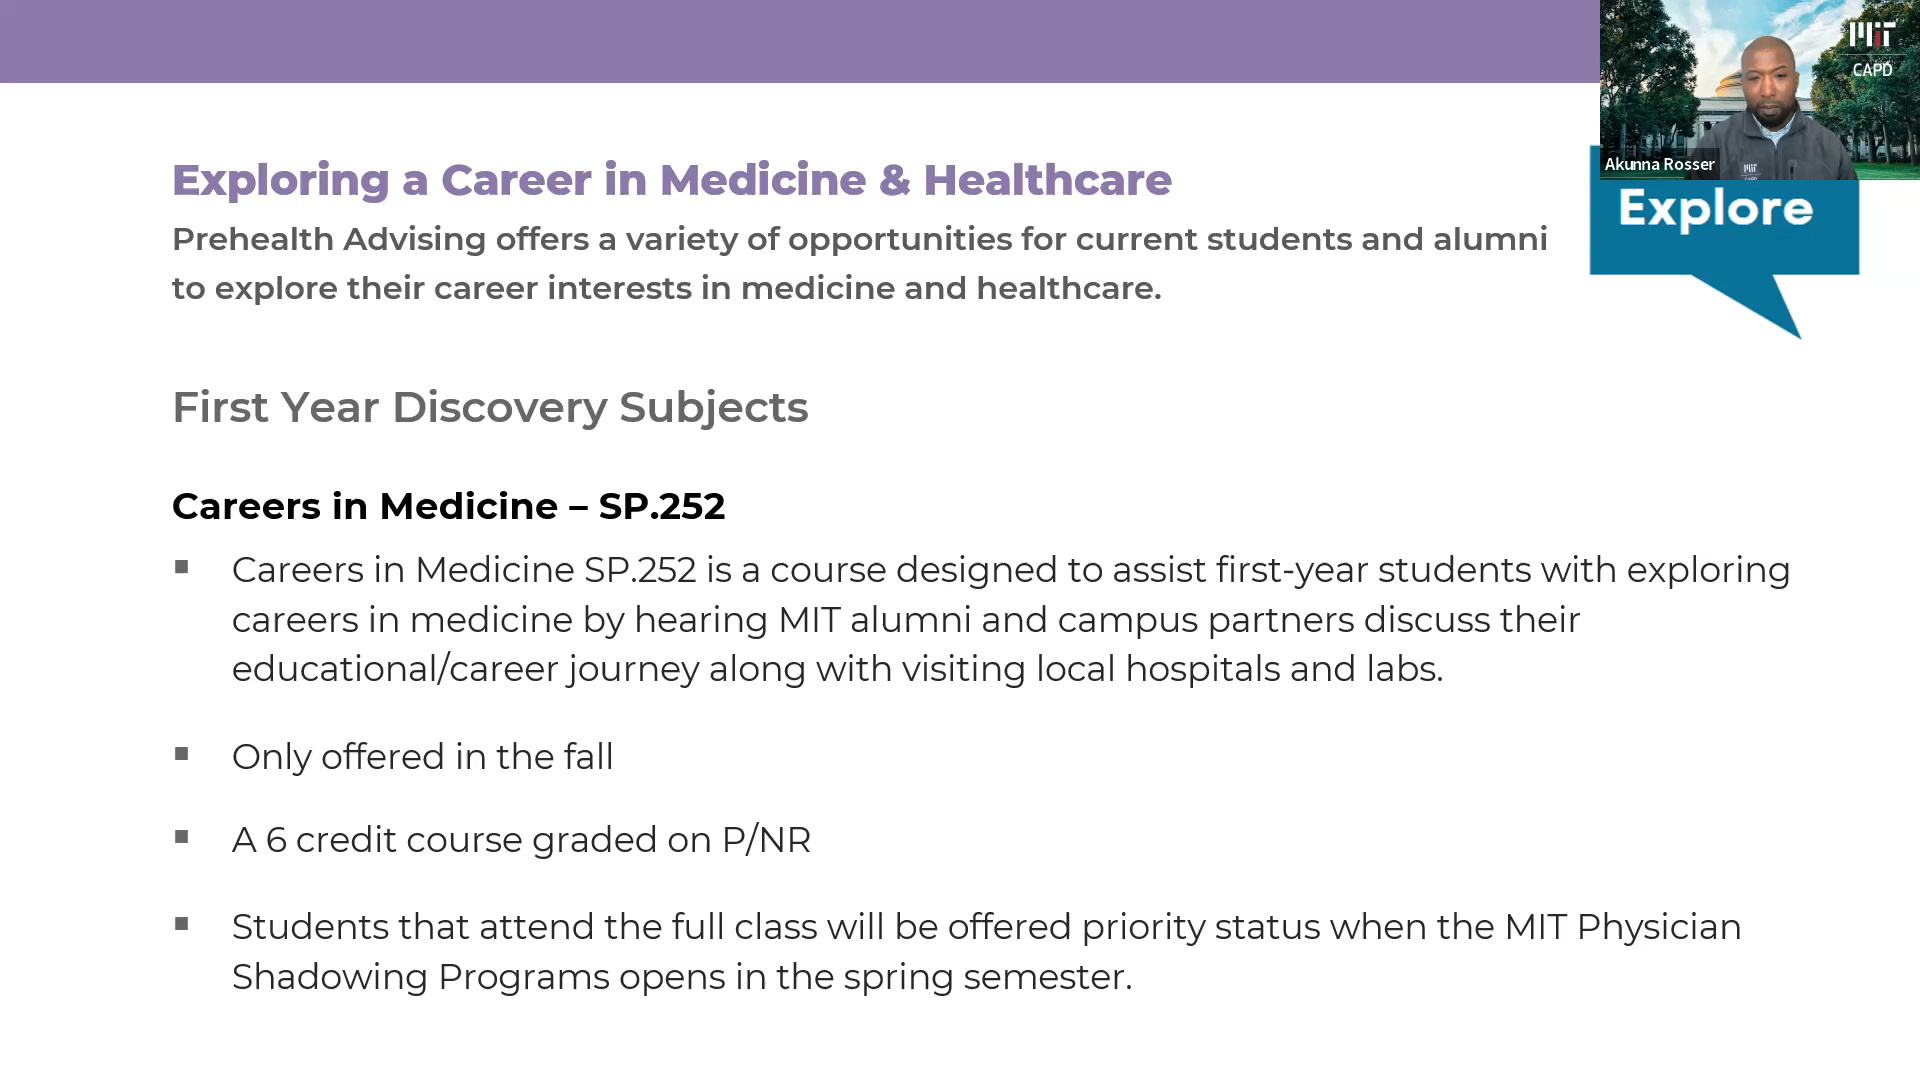 MIT
CAPD
Akunna Rosser
Explore
Exploring a Career in Medicine & Healthcare
Prehealth Advising offers a variety of opportunities for current students and alumni
to explore their career interests in medicine and healthcare.
First Year Discovery Subjects
Careers in Medicine – SP.252
Careers in Medicine SP.252 is a course designed to assist first-year students with exploring
careers in medicine by hearing MIT alumni and campus partners discuss their
educational/career journey along with visiting local hospitals and labs.
Only offered in the fall
A 6 credit course graded on P/NR
Students that attend the full class will be offered priority status when the MIT Physician
Shadowing Programs opens in the spring semester.